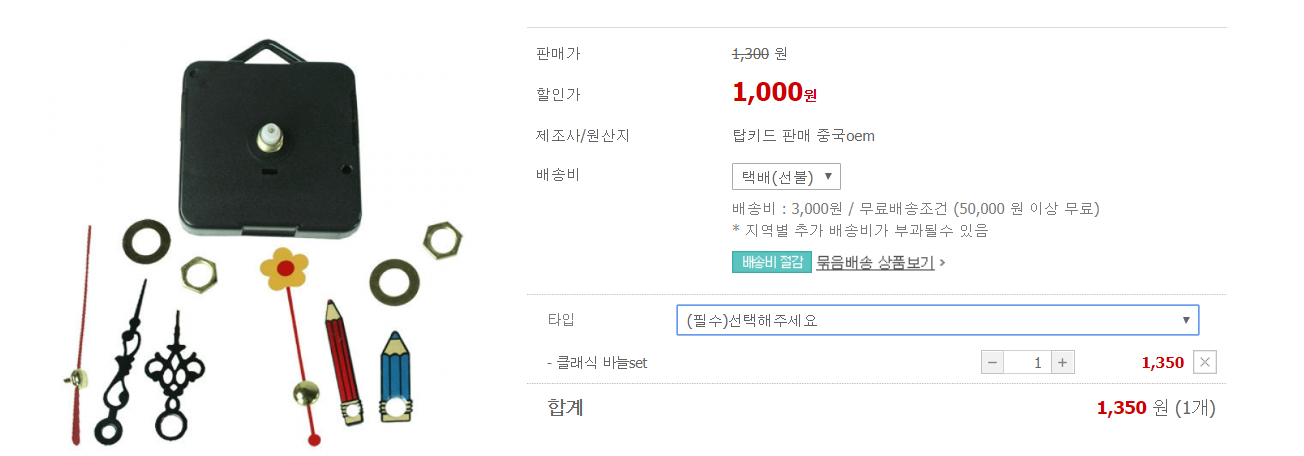 판매가 1,300 원
할인가 1,000원
제조사/원산지 탑키드 판매 중국oem
배송비 택배(선불) ▼
배송비 : 3,000원 / 무료배송조건 (50,000 원 이상 무료)
* 지역별 추가 배송비가 부과될수 있음
배송비 절감 묶음배송 상품보기 >
타입 (필수)선택해주세요 ▼
- 클래식 바늘set − 1 + 1,350 ×
합계 1,350 원 (1개)